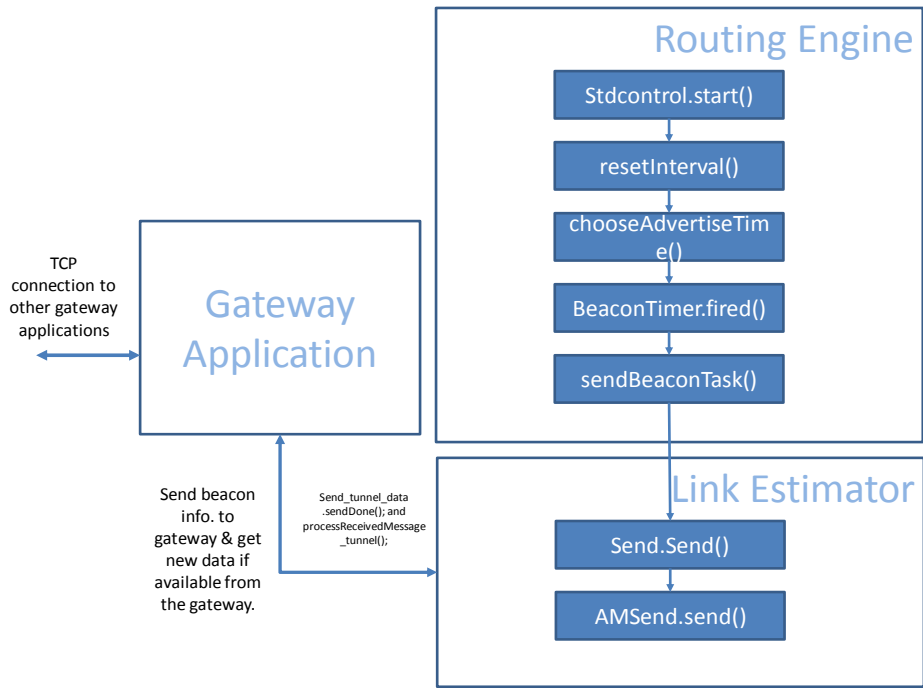 Routing Engine
Stdcontrol.start()
resetInterval()
chooseAdvertiseTim
e()
BeaconTimer.fired()
sendBeaconTask()
TCP
connection to
other gateway
applications
Gateway
Application
Send beacon
info. to
gateway & get
new data if
available from
the gateway.
Send_tunnel_data
.sendDone(); and
processReceivedMessage
_tunnel();
Link Estimator
Send.Send()
AMSend.send()